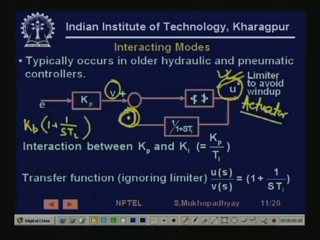 Indian Institute of Technology, Kharagpur
Interacting Modes
• Typically occurs in older hydraulic and pneumatic
controllers.
Limiter
to avoid
windup
Actuator
e Kp v + u
Kb(1+1/STi)
1/1+STi
Interaction between Kp and Ki (= Kp/Ti)
Transfer function (ignoring limiter) u(s)/v(s) = (1 + 1/STi)
NPTEL S.Mukhopadhyay 11/20